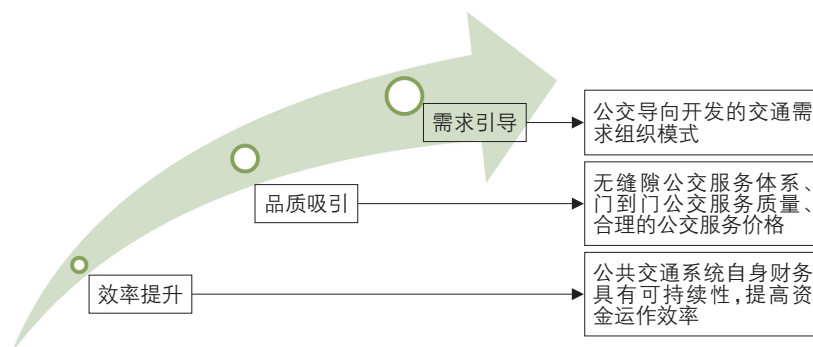 需求引导
公交导向开发的交通需
求组织模式
品质吸引
无缝隙公交服务体系、
门到门公交服务质量、
合理的公交服务价格
效率提升
公共交通系统自身财务
具有可持续性,提高资
金运作效率